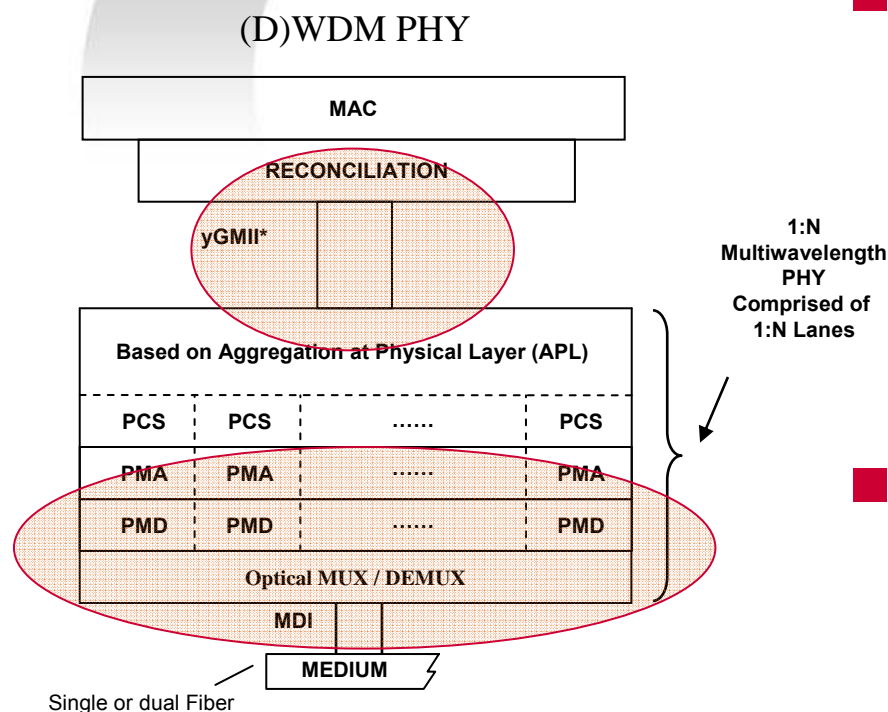 (D)WDM PHY
MAC
RECONCILIATION
yGMII*
1:N
Multiwavelength
PHY
Comprised of
1:N Lanes
Based on Aggregation at Physical Layer (APL)
PCS PCS ...... PCS
PMA PMA ...... PMA
PMD PMD ...... PMD
Optical MUX / DEMUX
MDI
MEDIUM
Single or dual Fiber